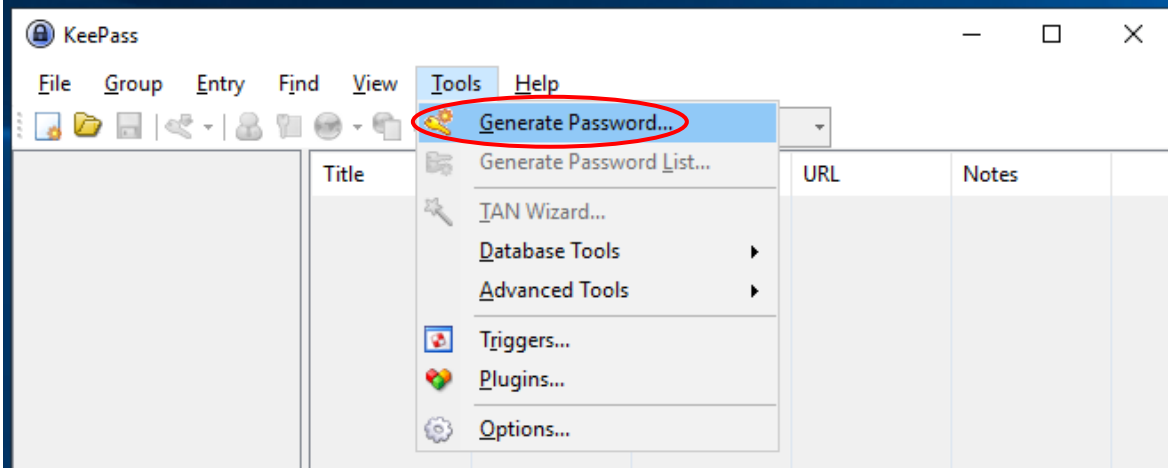 KeePass
File Group Entry Find View Tools Help
Generate Password...
Generate Password List...
Title URL Notes
TAN Wizard...
Database Tools
Advanced Tools
Triggers...
Plugins...
Options...